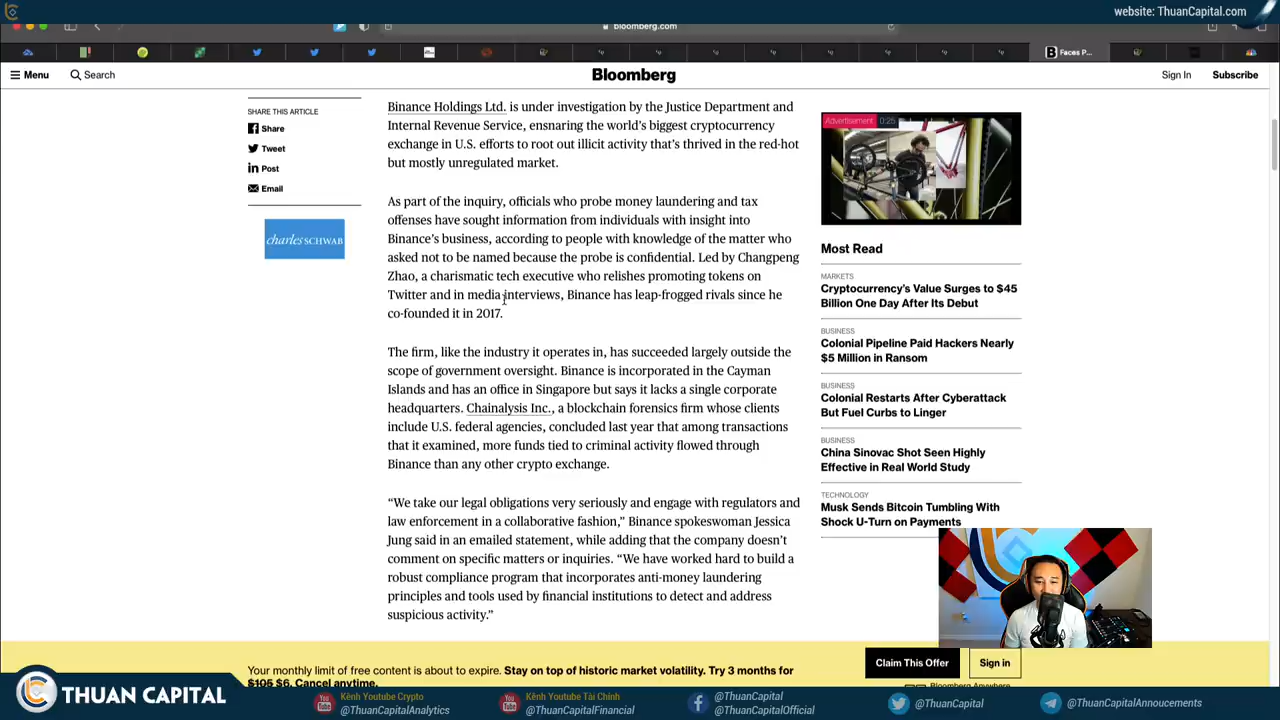 website: ThuanCapital.com
bloomberg.com
Faces P...
Menu
Search
Bloomberg
Sign In
Subscribe
SHARE THIS ARTICLE
Share
Tweet
Post
Email
charles SCHWAB
Binance Holdings Ltd. is under investigation by the Justice Department and
Internal Revenue Service, ensnaring the world's biggest cryptocurrency
exchange in U.S. efforts to root out illicit activity that's thrived in the red-hot
but mostly unregulated market.
As part of the inquiry, officials who probe money laundering and tax
offenses have sought information from individuals with insight into
Binance's business, according to people with knowledge of the matter who
asked not to be named because the probe is confidential. Led by Changpeng
Zhao, a charismatic tech executive who relishes promoting tokens on
Twitter and in media interviews, Binance has leap-frogged rivals since he
co-founded it in 2017.
The firm, like the industry it operates in, has succeeded largely outside the
scope of government oversight. Binance is incorporated in the Cayman
Islands and has an office in Singapore but says it lacks a single corporate
headquarters. Chainalysis Inc., a blockchain forensics firm whose clients
include U.S. federal agencies, concluded last year that among transactions
that it examined, more funds tied to criminal activity flowed through
Binance than any other crypto exchange.
“We take our legal obligations very seriously and engage with regulators and
law enforcement in a collaborative fashion,” Binance spokeswoman Jessica
Jung said in an emailed statement, while adding that the company doesn't
comment on specific matters or inquiries. “We have worked hard to build a
robust compliance program that incorporates anti-money laundering
principles and tools used by financial institutions to detect and address
suspicious activity.”
Advertisement 0:25
Most Read
MARKETS
Cryptocurrency's Value Surges to $45
Billion One Day After Its Debut
BUSINESS
Colonial Pipeline Paid Hackers Nearly
$5 Million in Ransom
BUSINESS
Colonial Restarts After Cyberattack
But Fuel Curbs to Linger
BUSINESS
China Sinovac Shot Seen Highly
Effective in Real World Study
TECHNOLOGY
Musk Sends Bitcoin Tumbling With
Shock U-Turn on Payments
Your monthly limit of free content is about to expire. Stay on top of historic market volatility. Try 3 months for
$105 $6. Cancel anytime.
Claim This Offer
Sign in
Bloomberg Anywhere
THUAN CAPITAL
Kênh Youtube Crypto
@ThuanCapitalAnalytics
Kênh Youtube Tài Chính
@ThuanCapitalFinancial
@ThuanCapital
@ThuanCapitalOfficial
@ThuanCapital
@ThuanCapitalAnnoucements